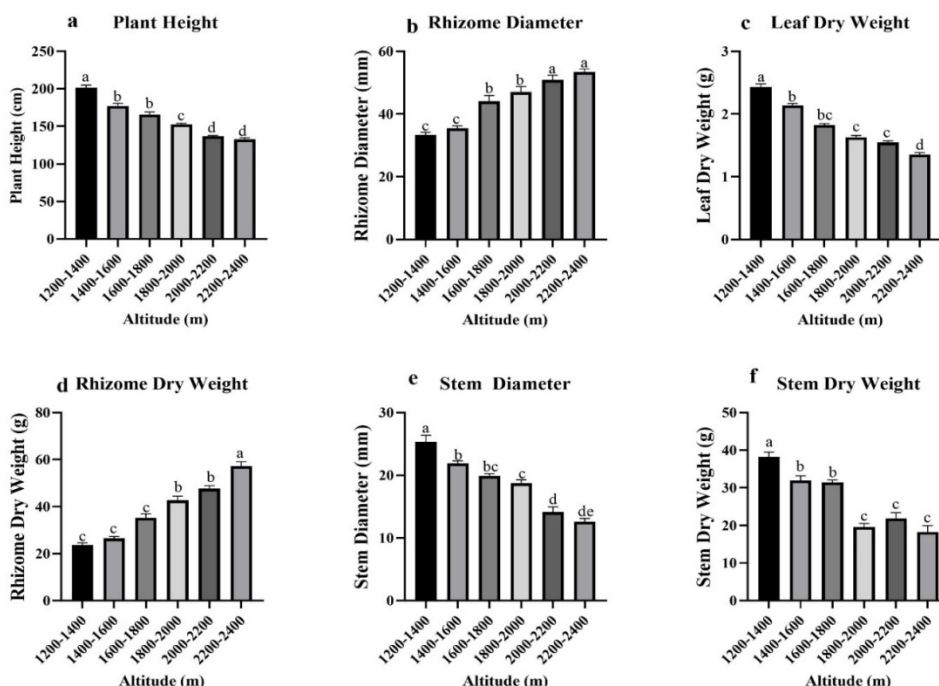 a Plant Height
Plant Height (cm)
250
200
150
100
50
0
a b b c d d
1200-1400
1400-1600
1600-1800
1800-2000
2000-2200
2200-2400
Altitude (m)
b Rhizome Diameter
Rhizome Diameter (mm)
60
40
20
0
c c b b a a
1200-1400
1400-1600
1600-1800
1800-2000
2000-2200
2200-2400
Altitude (m)
c Leaf Dry Weight
Leaf Dry Weight (g)
3
2
1
0
a b bc c c d
1200-1400
1400-1600
1600-1800
1800-2000
2000-2200
2200-2400
Altitude (m)
d Rhizome Dry Weight
Rhizome Dry Weight (g)
80
60
40
20
0
c c c b b a
1200-1400
1400-1600
1600-1800
1800-2000
2000-2200
2200-2400
Altitude (m)
e Stem Diameter
Stem Diameter (mm)
30
20
10
0
a b bc c d de
1200-1400
1400-1600
1600-1800
1800-2000
2000-2200
2200-2400
Altitude (m)
f Stem Dry Weight
Stem Dry Weight (g)
50
40
30
20
10
0
a b b c c c
1200-1400
1400-1600
1600-1800
1800-2000
2000-2200
2200-2400
Altitude (m)